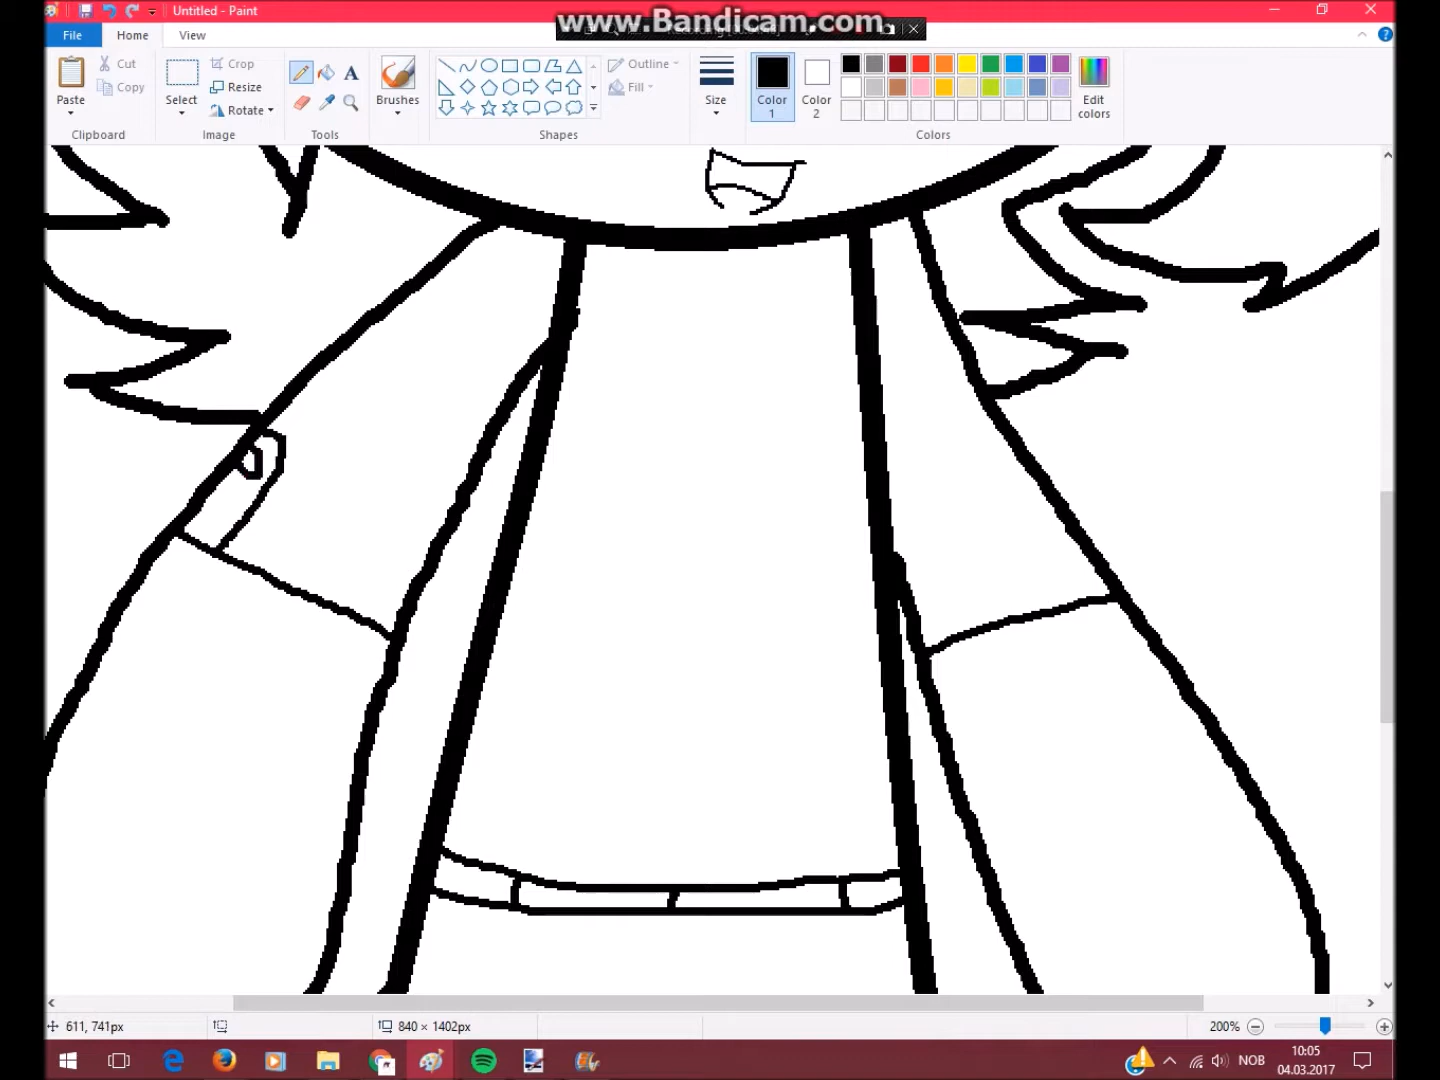 Untitled - Paint
www.Bandicam.com
File Home View
Paste
Cut
Copy
Clipboard
Select
Crop
Resize
Rotate
Image
Tools
Brushes
Outline
Fill
Shapes
Size
Color 1
Color 2
Edit colors
Colors
611, 741px
840 × 1402px
200%
NOB
10:05
04.03.2017